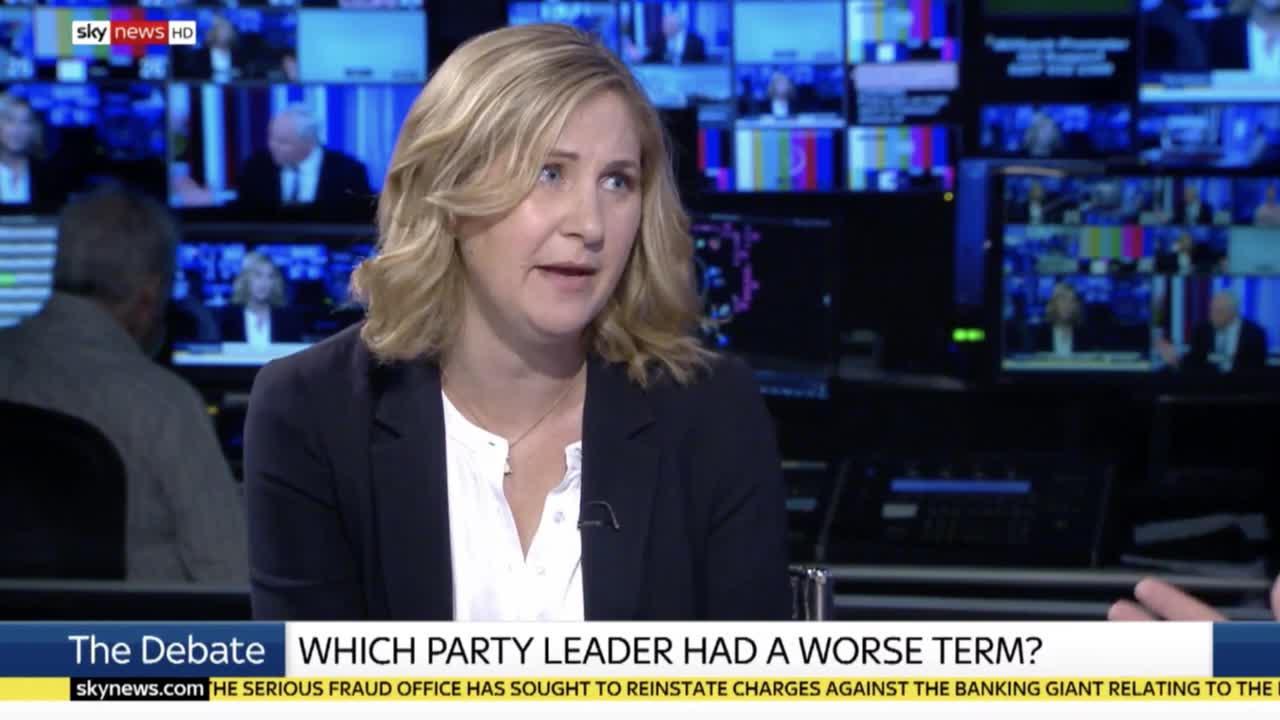 sky news HD
The Debate
WHICH PARTY LEADER HAD A WORSE TERM?
skynews.com
THE SERIOUS FRAUD OFFICE HAS SOUGHT TO REINSTATE CHARGES AGAINST THE BANKING GIANT RELATING TO THE